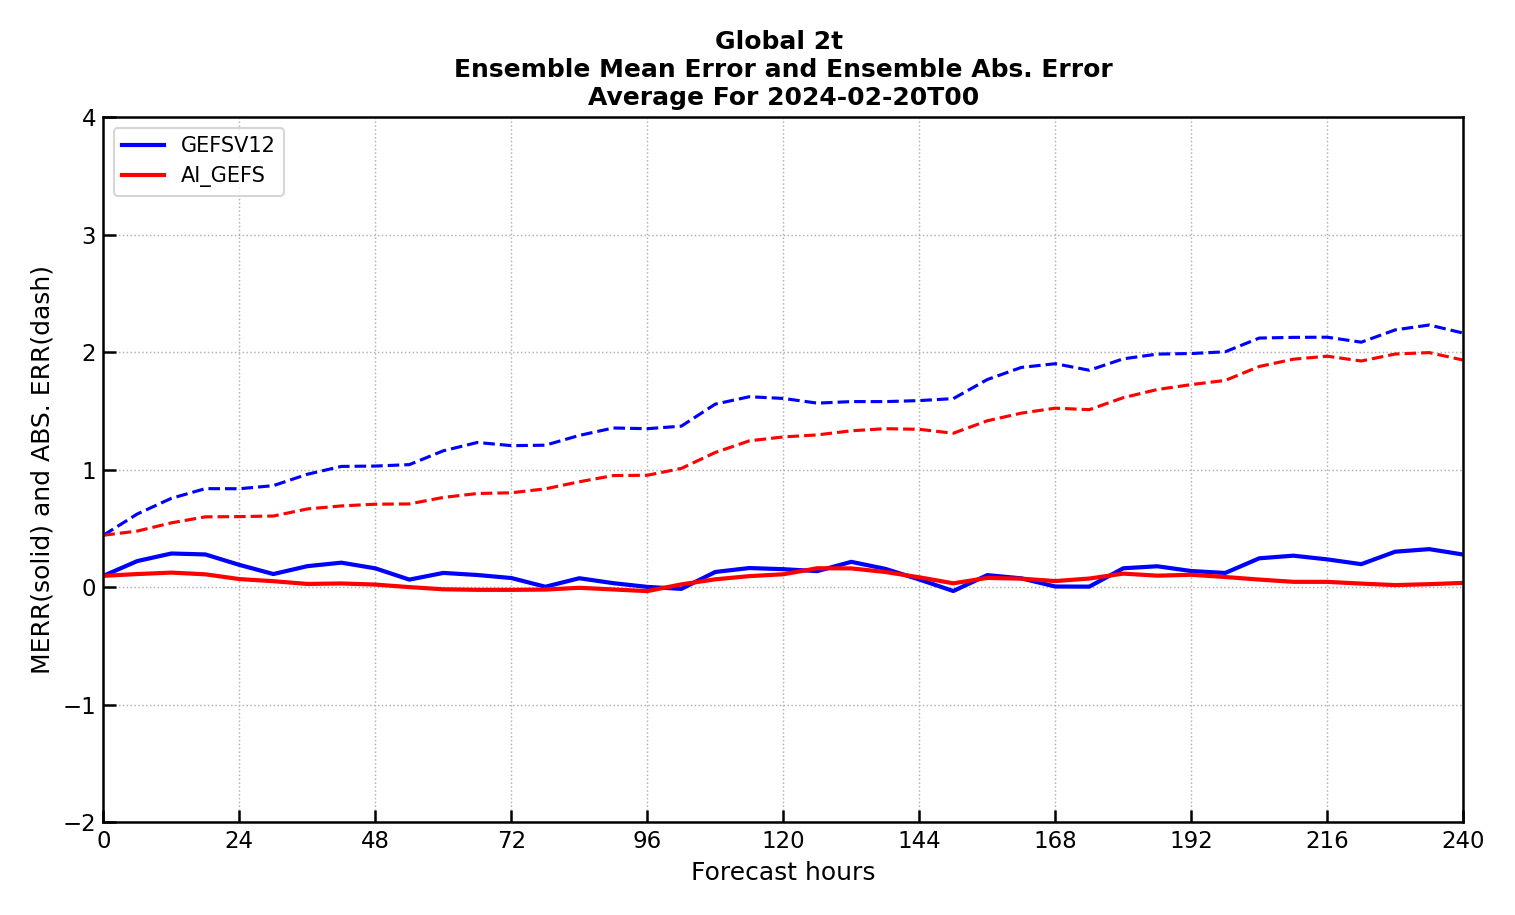 Global 2t
Ensemble Mean Error and Ensemble Abs. Error
Average For 2024-02-20T00
GEFSV12
AI_GEFS
MERR(solid) and ABS. ERR(dash)
4
3
2
1
0
−1
−2
0 24 48 72 96 120 144 168 192 216 240
Forecast hours